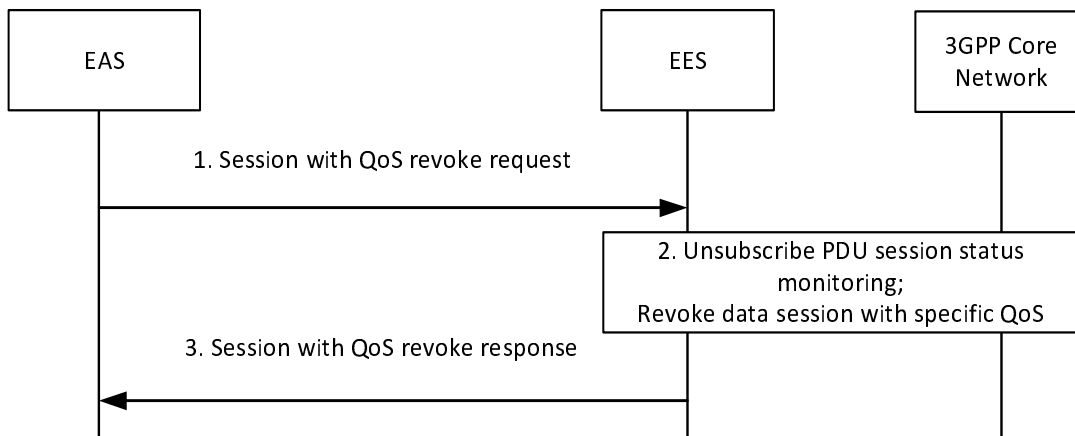 EAS
EES
3GPP Core
Network
1. Session with QoS revoke request
2. Unsubscribe PDU session status
monitoring;
Revoke data session with specific QoS
3. Session with QoS revoke response